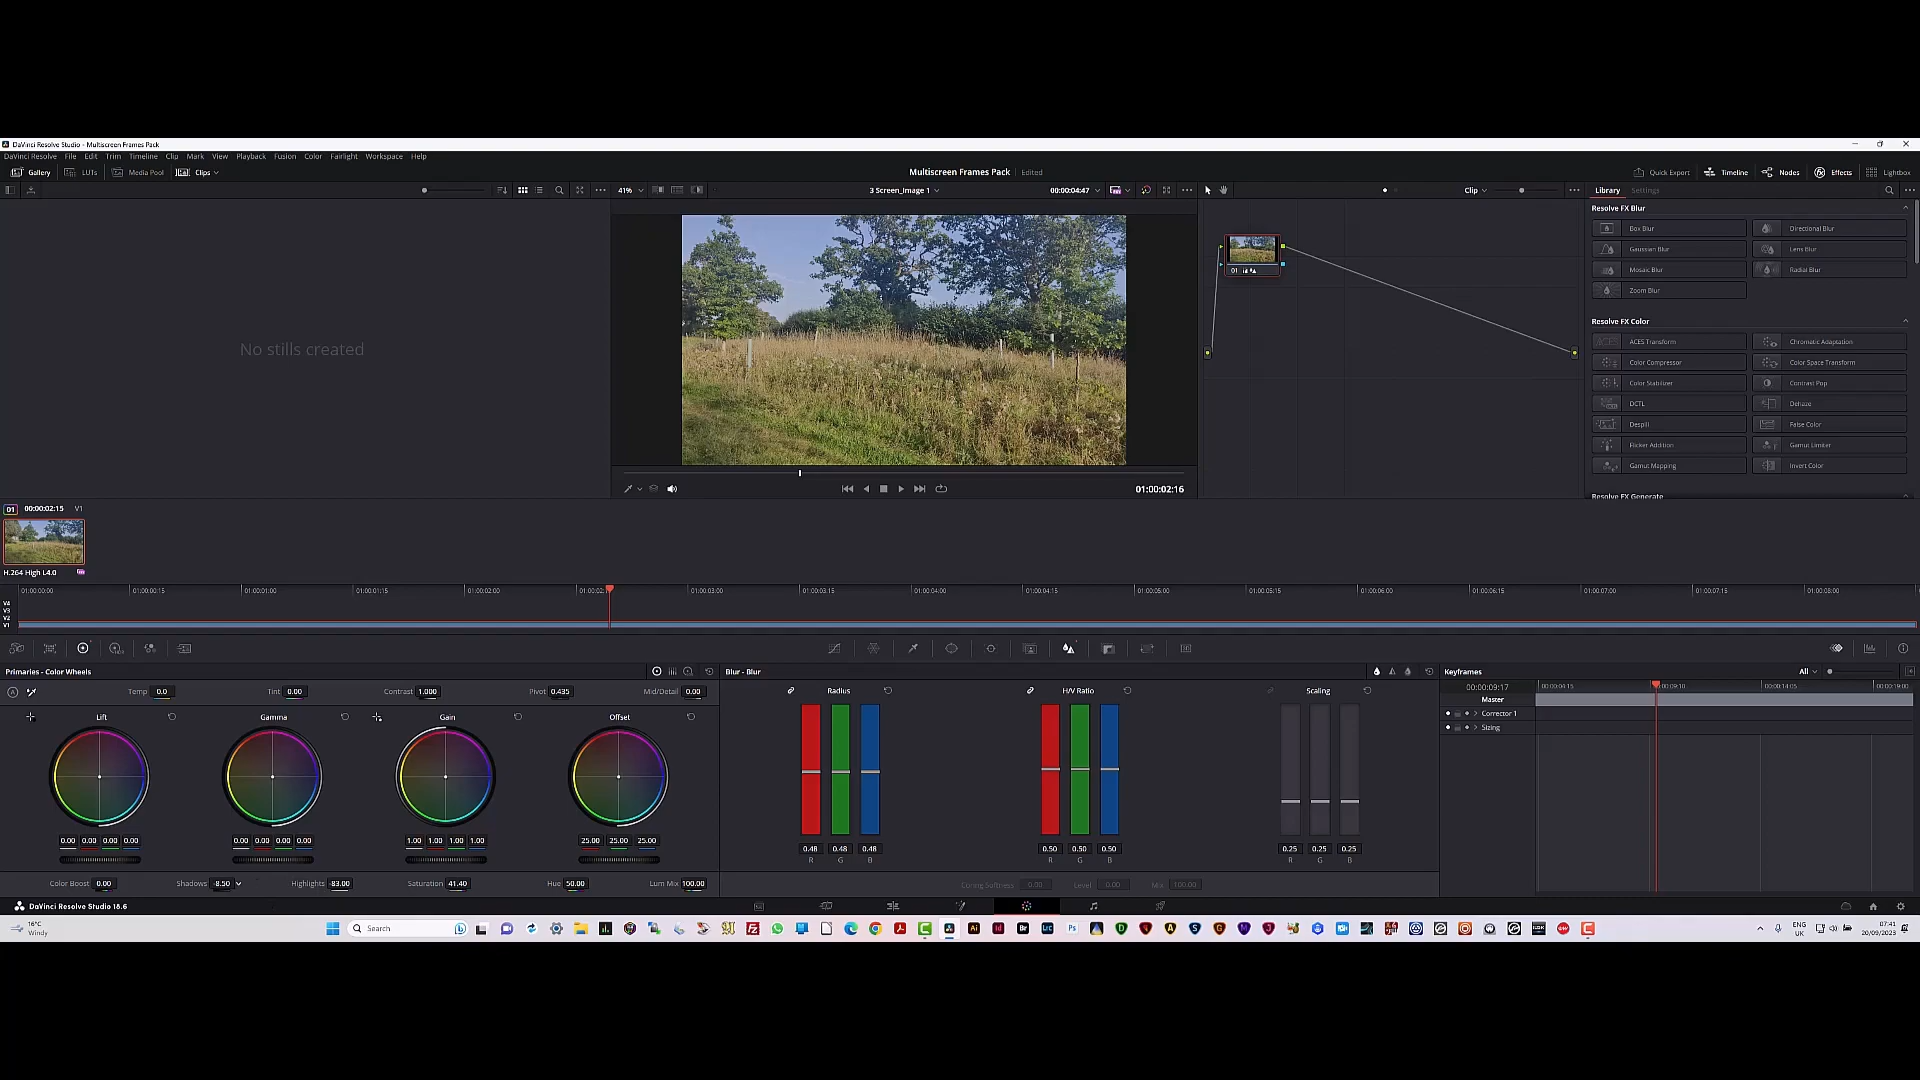 DaVinci Resolve Studio - Multiscreen Frames Pack
DaVinci Resolve File Edit Trim Timeline Clip Mark View Playback Fusion Color Fairlight Workspace Help
Gallery LUTs Media Pool Clips
Multiscreen Frames Pack Edited
Quick Export Timeline Nodes Effects Lightbox
41% 3 Screen_Image 1 00:00:04:47
Clip
Library Settings
Resolve FX Blur
Box Blur Directional Blur
Gaussian Blur Lens Blur
Mosaic Blur Radial Blur
Zoom Blur
Resolve FX Color
ACES Transform Chromatic Adaptation
Color Compressor Color Space Transform
Color Stabilizer Contrast Pop
DCTL Dehaze
Despill False Color
Flicker Addition Gamut Limiter
Gamut Mapping Invert Color
Resolve FX Generate
No stills created
01
01:00:02:16
01 00:00:02:15 V1
H.264 High L4.0
01:00:00:00 01:00:00:15 01:00:01:00 01:00:01:15 01:00:02:00 01:00:02:1 01:00:03:00 01:00:03:15 01:00:04:00 01:00:04:15 01:00:05:00 01:00:05:15 01:00:06:00 01:00:06:15 01:00:07:00 01:00:07:15 01:00:08:00
V4
V3
V2
V1
Primaries - Color Wheels
Temp 0.0 Tint 0.00 Contrast 1.000 Pivot 0.435 Mid/Detail 0.00
Lift Gamma Gain Offset
0.00 0.00 0.00 0.00 0.00 0.00 0.00 0.00 1.00 1.00 1.00 1.00 25.00 25.00 25.00
Color Boost 0.00 Shadows -8.50 Highlights -83.00 Saturation 41.40 Hue 50.00 Lum Mix 100.00
Blur - Blur
Radius H/V Ratio Scaling
0.48 0.48 0.48 0.50 0.50 0.50 0.25 0.25 0.25
R G B R G B R G B
Coring Softness 0.00 Level 0.00 Mix 100.00
Keyframes All
00:00:09:17 00:00:04:15 00:00:09:10 00:00:14:05 00:00:19:00
Master
Corrector 1
Sizing
DaVinci Resolve Studio 18.6
16°C
Windy
Search
ENG
UK
07:41
20/09/2023